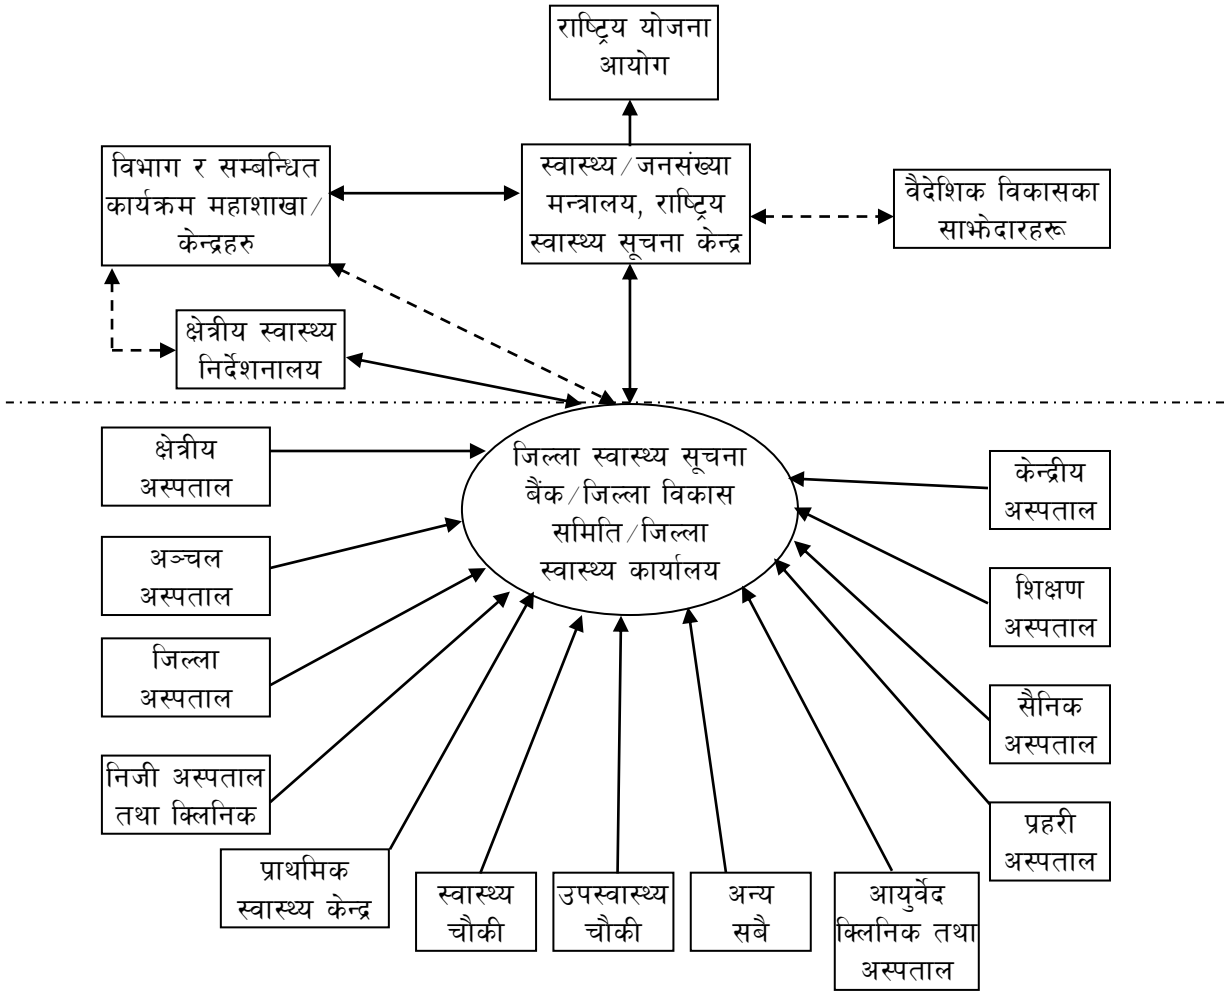 राष्ट्रिय योजना
आयोग
विभाग र सम्बन्धित
कार्यक्रम महाशाखा/
केन्द्रहरु
स्वास्थ्य/जनसंख्या
मन्त्रालय, राष्ट्रिय
स्वास्थ्य सूचना केन्द्र
वैदेशिक विकासका
साझेदारहरू
क्षेत्रीय स्वास्थ्य
निर्देशनालय
जिल्ला स्वास्थ्य सूचना
बैंक/जिल्ला विकास
समिति/जिल्ला
स्वास्थ्य कार्यालय
क्षेत्रीय
अस्पताल
अञ्चल
अस्पताल
जिल्ला
अस्पताल
निजी अस्पताल
तथा क्लिनिक
प्राथमिक
स्वास्थ्य केन्द्र
स्वास्थ्य
चौकी
उपस्वास्थ्य
चौकी
अन्य
सबै
आयुर्वेद
क्लिनिक तथा
अस्पताल
केन्द्रीय
अस्पताल
शिक्षण
अस्पताल
सैनिक
अस्पताल
प्रहरी
अस्पताल